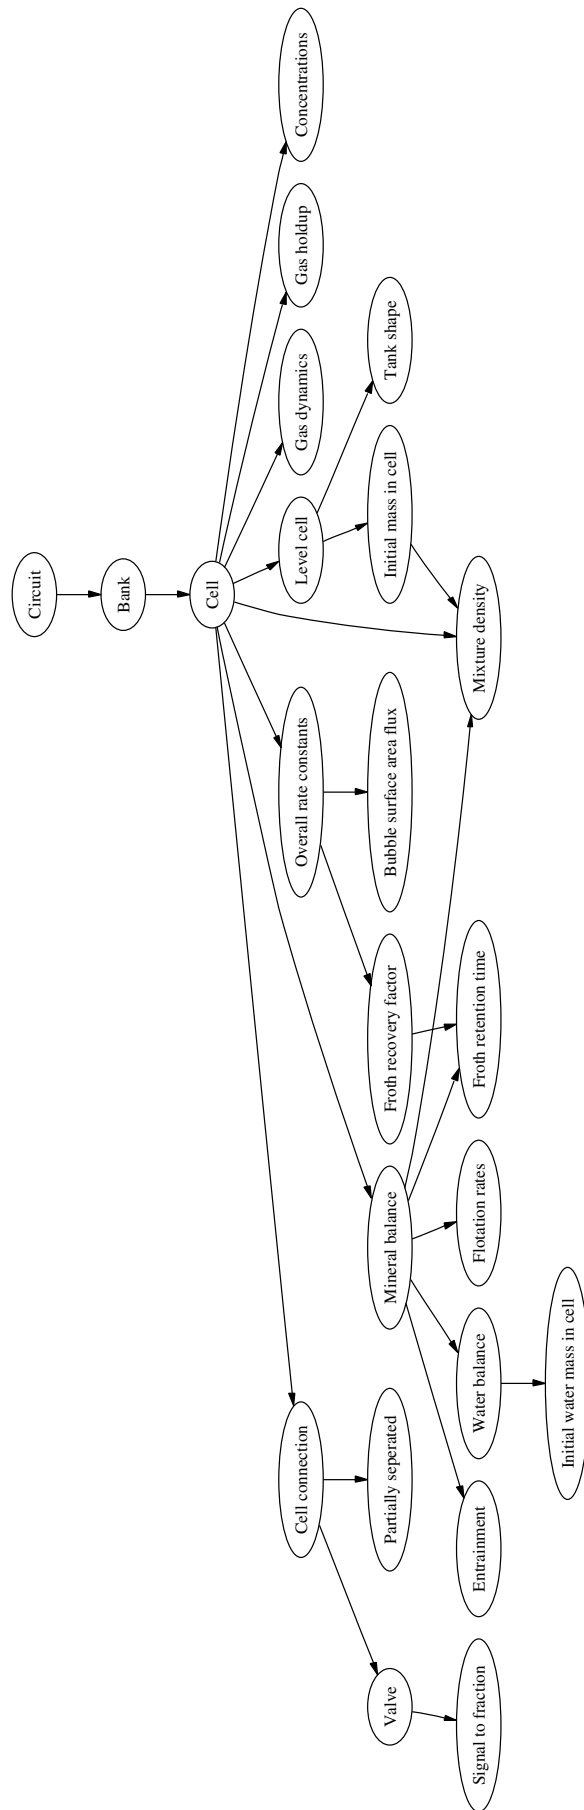 Circuit
Bank
Cell
Cell connection
Overall rate constants
Level cell
Gas dynamics
Gas holdup
Concentrations
Valve
Partially seperated
Mineral balance
Froth recovery factor
Bubble surface area flux
Initial mass in cell
Tank shape
Signal to fraction
Entrainment
Water balance
Flotation rates
Froth retention time
Mixture density
Initial water mass in cell